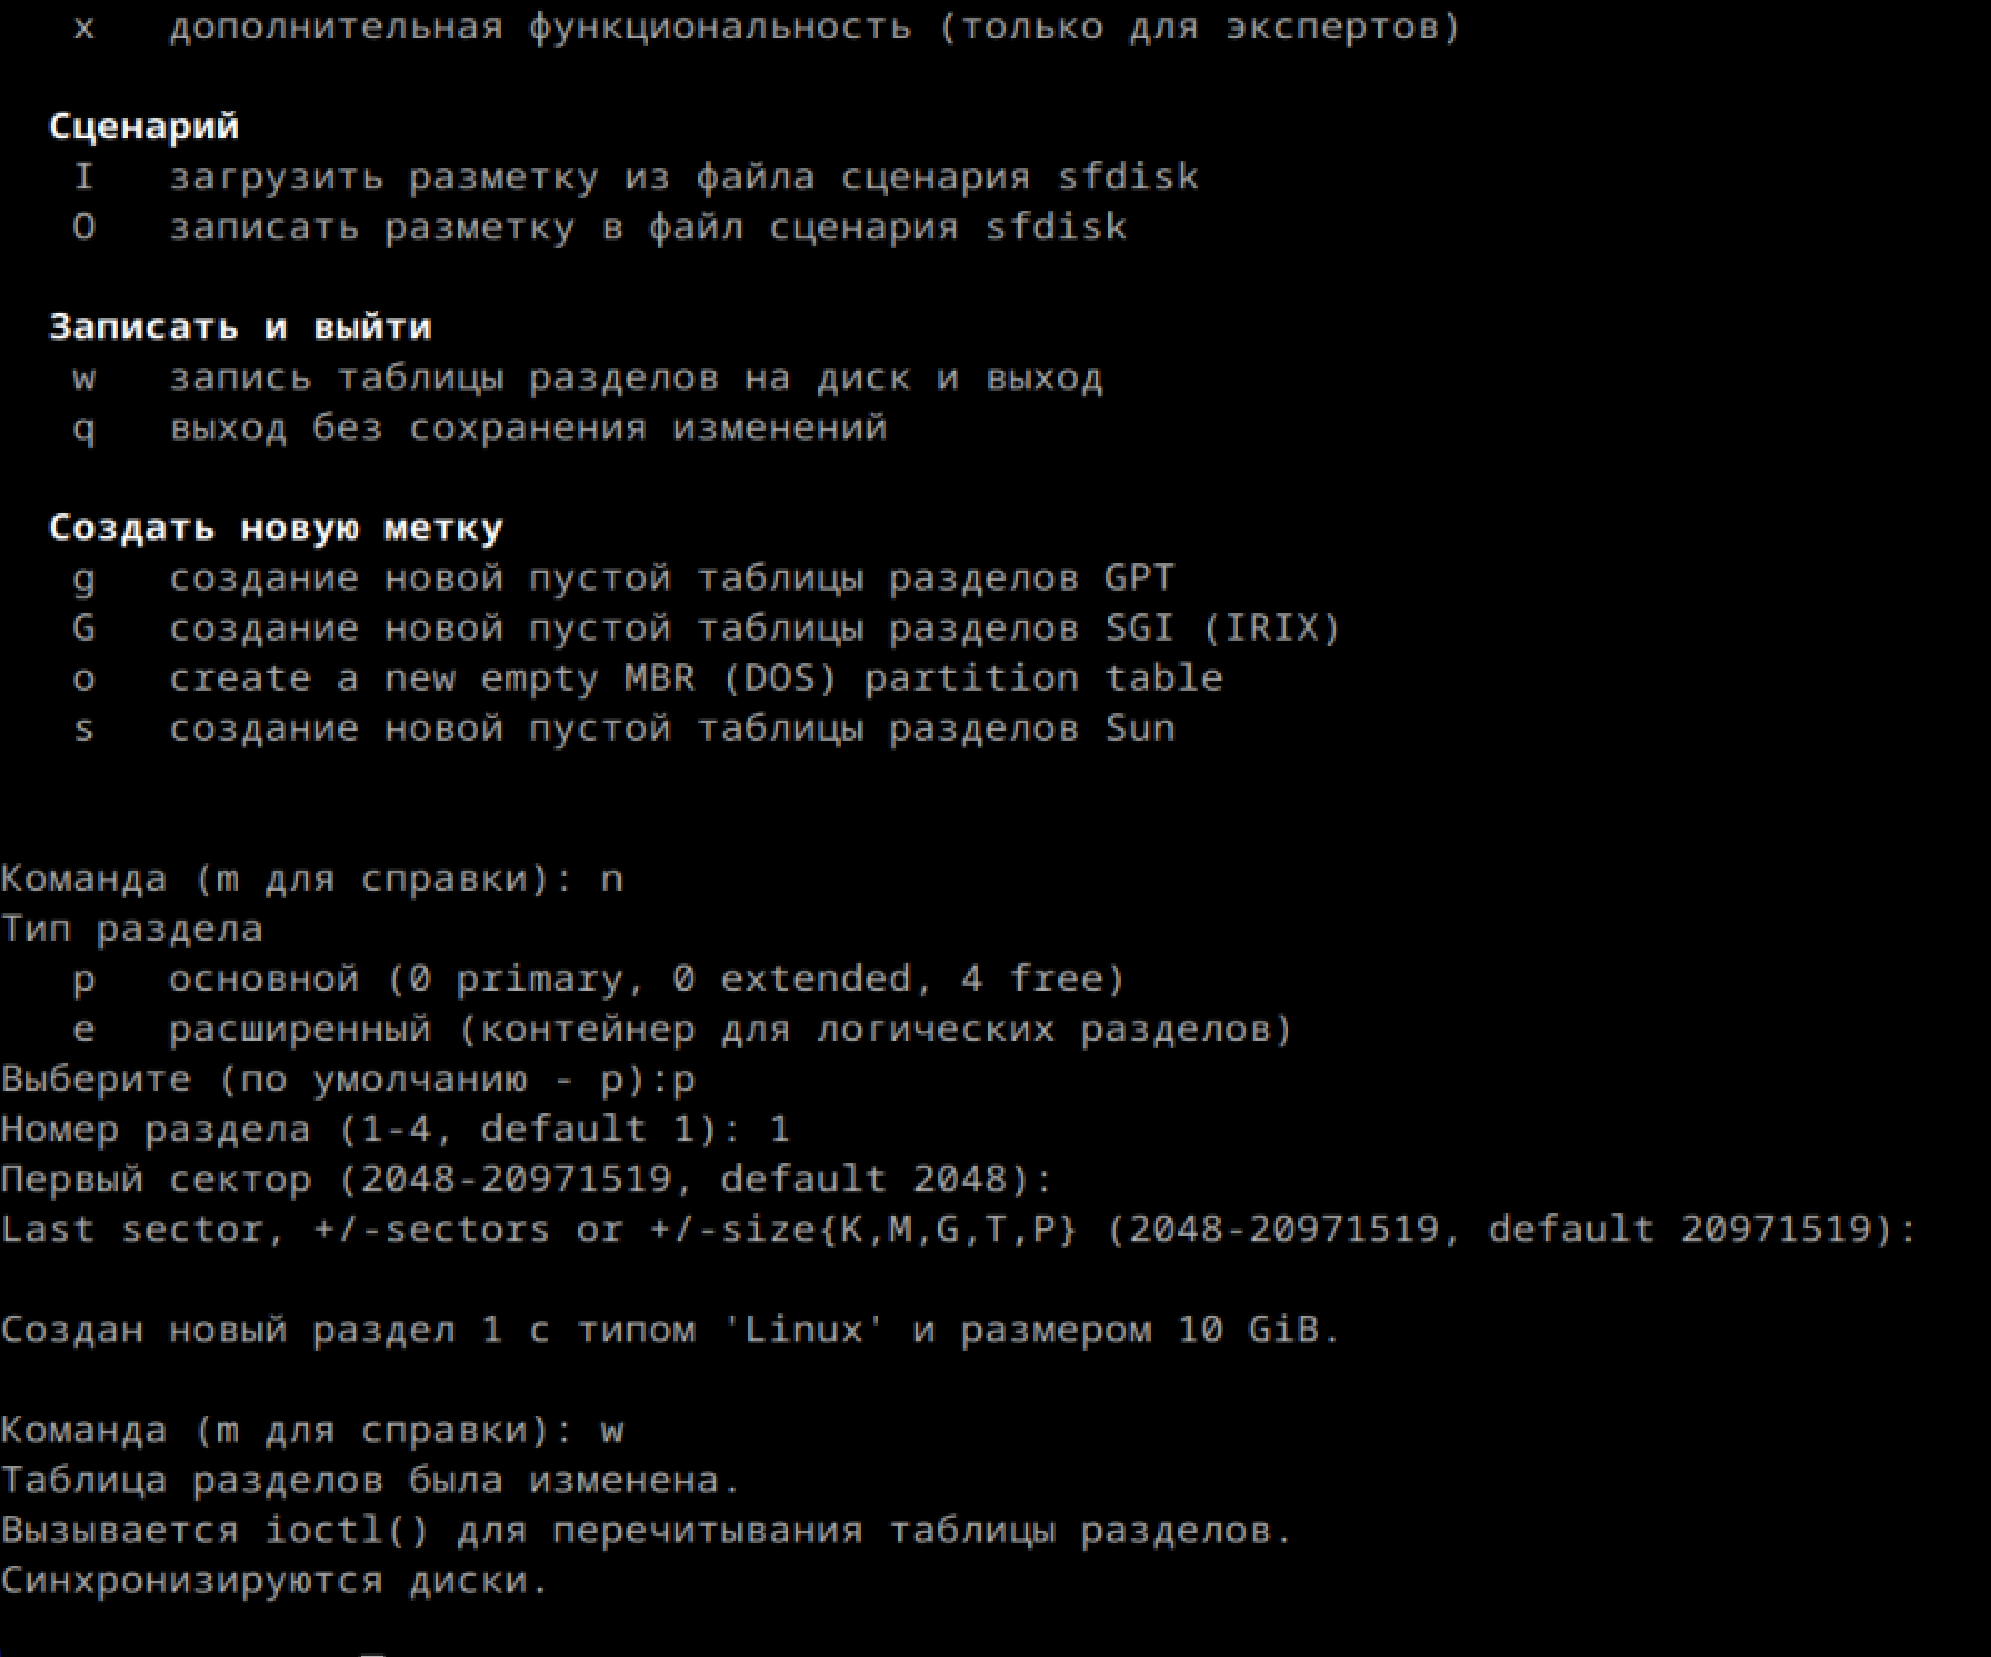 x дополнительная функциональность (только для экспертов)
Сценарий
I загрузить разметку из файла сценария sfdisk
O записать разметку в файл сценария sfdisk
Записать и выйти
w запись таблицы разделов на диск и выход
q выход без сохранения изменений
Создать новую метку
g создание новой пустой таблицы разделов GPT
G создание новой пустой таблицы разделов SGI (IRIX)
o create a new empty MBR (DOS) partition table
s создание новой пустой таблицы разделов Sun
Команда (m для справки): n
Тип раздела
p основной (0 primary, 0 extended, 4 free)
e расширенный (контейнер для логических разделов)
Выберите (по умолчанию - p):p
Номер раздела (1-4, default 1): 1
Первый сектор (2048-20971519, default 2048):
Last sector, +/-sectors or +/-size{K,M,G,T,P} (2048-20971519, default 20971519):
Создан новый раздел 1 с типом 'Linux' и размером 10 GiB.
Команда (m для справки): w
Таблица разделов была изменена.
Вызывается ioctl() для перечитывания таблицы разделов.
Синхронизируются диски.